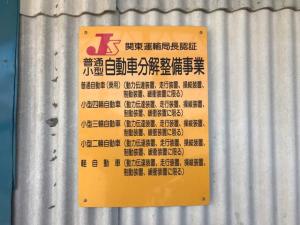 JS 関東運輸局長認証
普通
小型 自動車分解整備事業
普通自動車(乗用)(動力伝達装置、走行装置、操縦装置、
制動装置、緩衝装置に限る)
小型四輪自動車(動力伝達装置、走行装置、操縦装置、
制動装置、緩衝装置に限る)
小型三輪自動車(動力伝達装置、走行装置、操縦装置、
制動装置、緩衝装置に限る)
小型二輪自動車(動力伝達装置、走行装置、操縦装置、
制動装置、緩衝装置に限る)
軽自動車(動力伝達装置、走行装置、操縦装置、
制動装置、緩衝装置に限る)